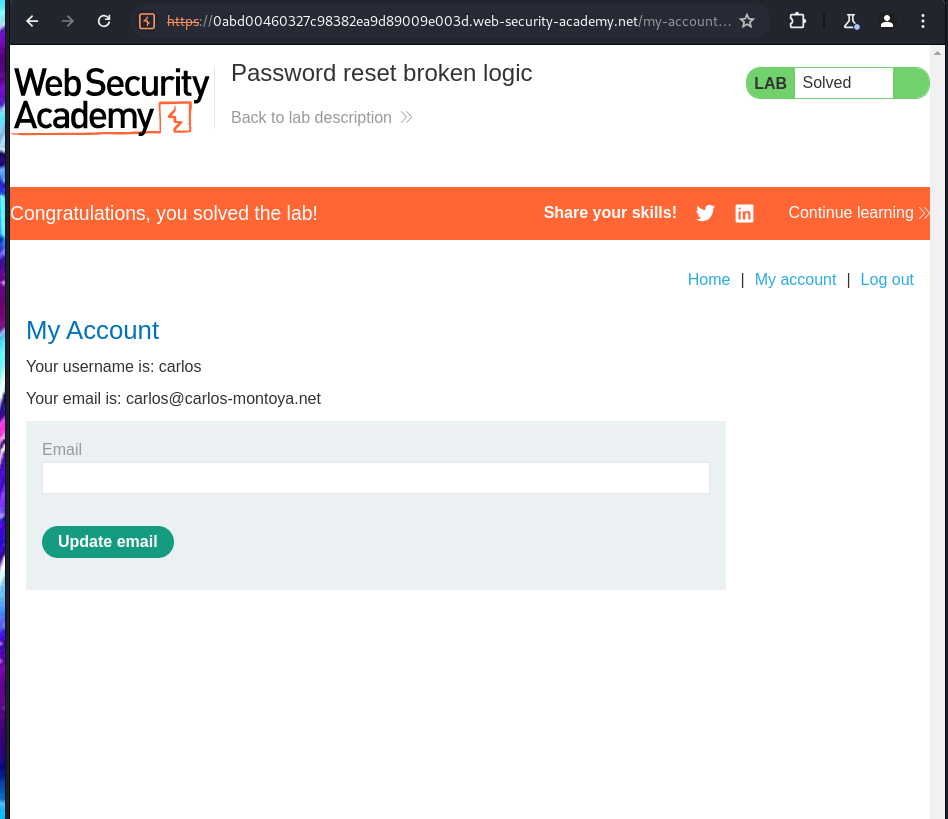 https://0abd00460327c98382ea9d89009e003d.web-security-academy.net/my-account...
Web Security
Academy
Password reset broken logic
Back to lab description
LAB Solved
Congratulations, you solved the lab!
Share your skills!
Continue learning
Home | My account | Log out
My Account
Your username is: carlos
Your email is: carlos@carlos-montoya.net
Email
Update email